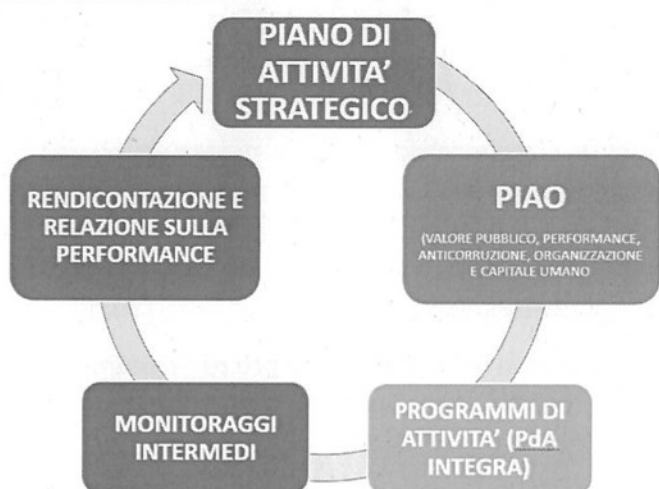 PIANO DI
ATTIVITA'
STRATEGICO
PIAO
(VALORE PUBBLICO, PERFORMANCE,
ANTICORRUZIONE, ORGANIZZAZIONE
E CAPITALE UMANO
PROGRAMMI DI
ATTIVITA' (PdA
INTEGRA)
MONITORAGGI
INTERMEDI
RENDICONTAZIONE E
RELAZIONE SULLA
PERFORMANCE